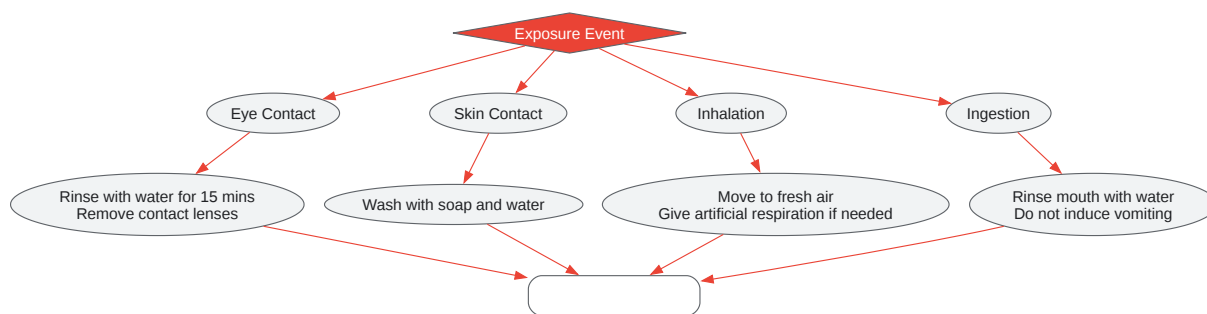 Exposure Event
Eye Contact
Skin Contact
Inhalation
Ingestion
Rinse with water for 15 mins
Remove contact lenses
Wash with soap and water
Move to fresh air
Give artificial respiration if needed
Rinse mouth with water
Do not induce vomiting